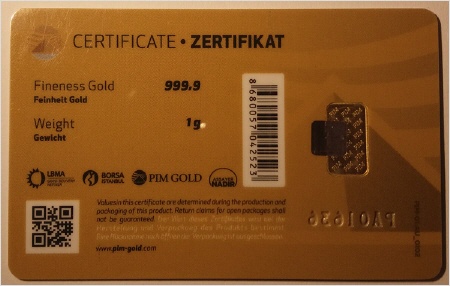 CERTIFICATE • ZERTIFIKAT
Fineness Gold 999.9
Feinheit Gold
Weight 1g
Gewicht
8680057042523
LBMA
BORSA
ISTANBUL
PIM GOLD
NADIR
Values in this certificate are determined during the production and
packaging of this product. Return claims for open packages shall
not be guaranteed.
www.pim-gold.com
PA01636